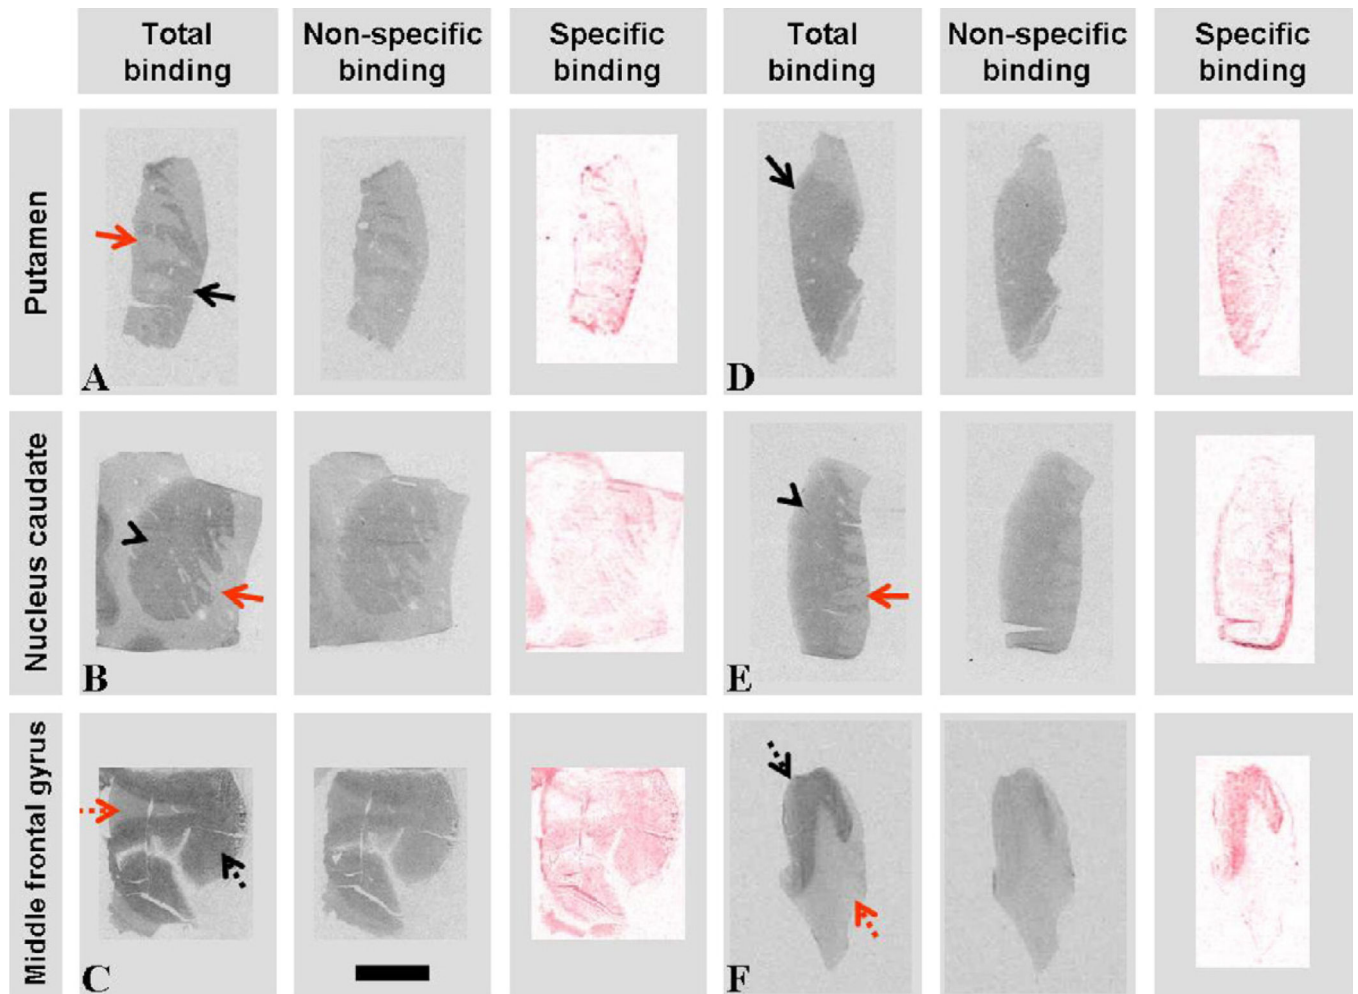 Total binding
Non-specific binding
Specific binding
Total binding
Non-specific binding
Specific binding
Putamen
A
D
Nucleus caudate
B
E
Middle frontal gyrus
C
F